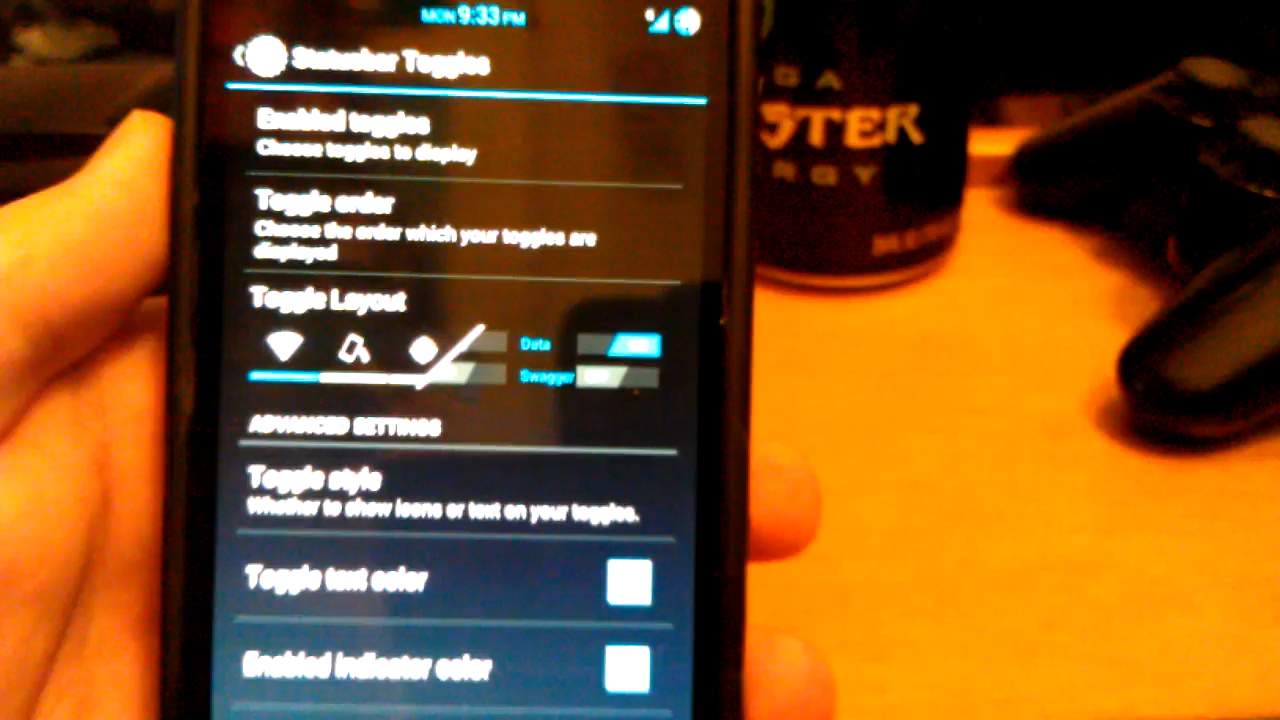 MON 9:33 PM
Statusbar Toggles
Enabled toggles
Choose toggles to display
Toggle order
Choose the order which your toggles are
displayed
Toggle Layout
Data
Swagger
ADVANCED SETTINGS
Toggle style
Whether to show icons or text on your toggles.
Toggle text color
Enabled indicator color
GA
STER
RGY